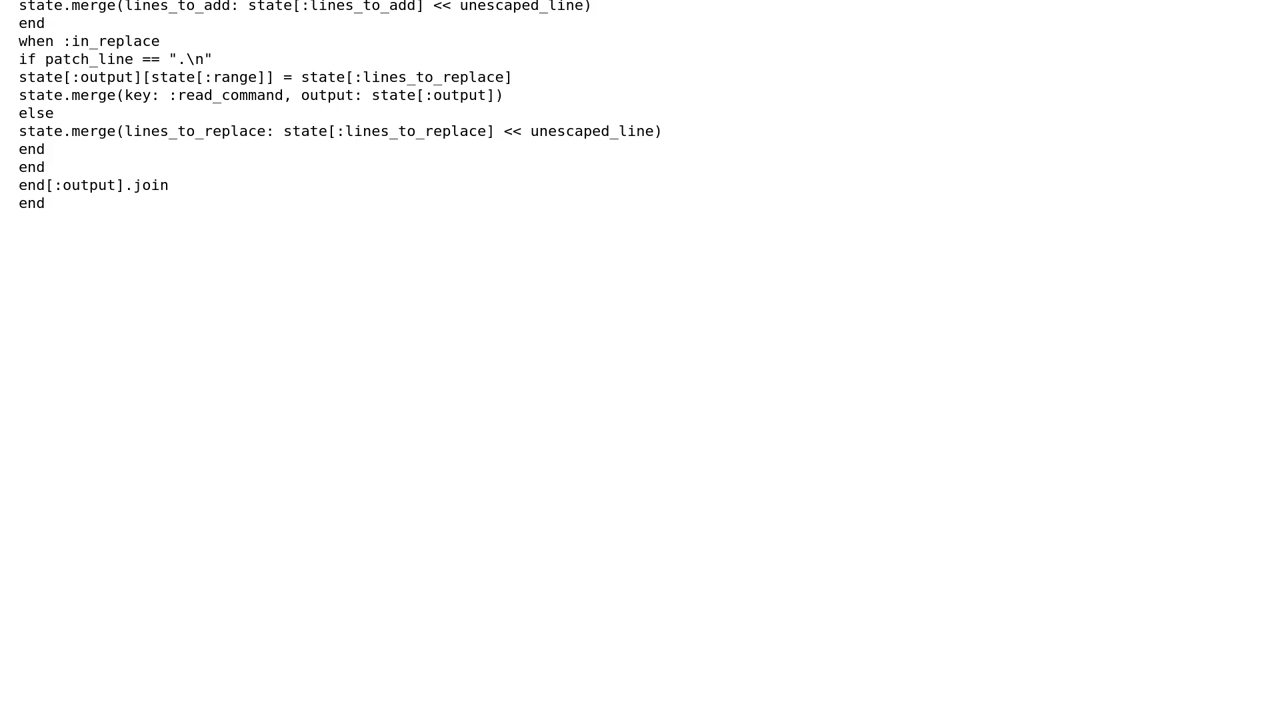 state.merge(lines_to_add: state[:lines_to_add] << unescaped_line)
end
when :in_replace
if patch_line == ".\n"
state[:output][state[:range]] = state[:lines_to_replace]
state.merge(key: :read_command, output: state[:output])
else
state.merge(lines_to_replace: state[:lines_to_replace] << unescaped_line)
end
end
end[:output].join
end